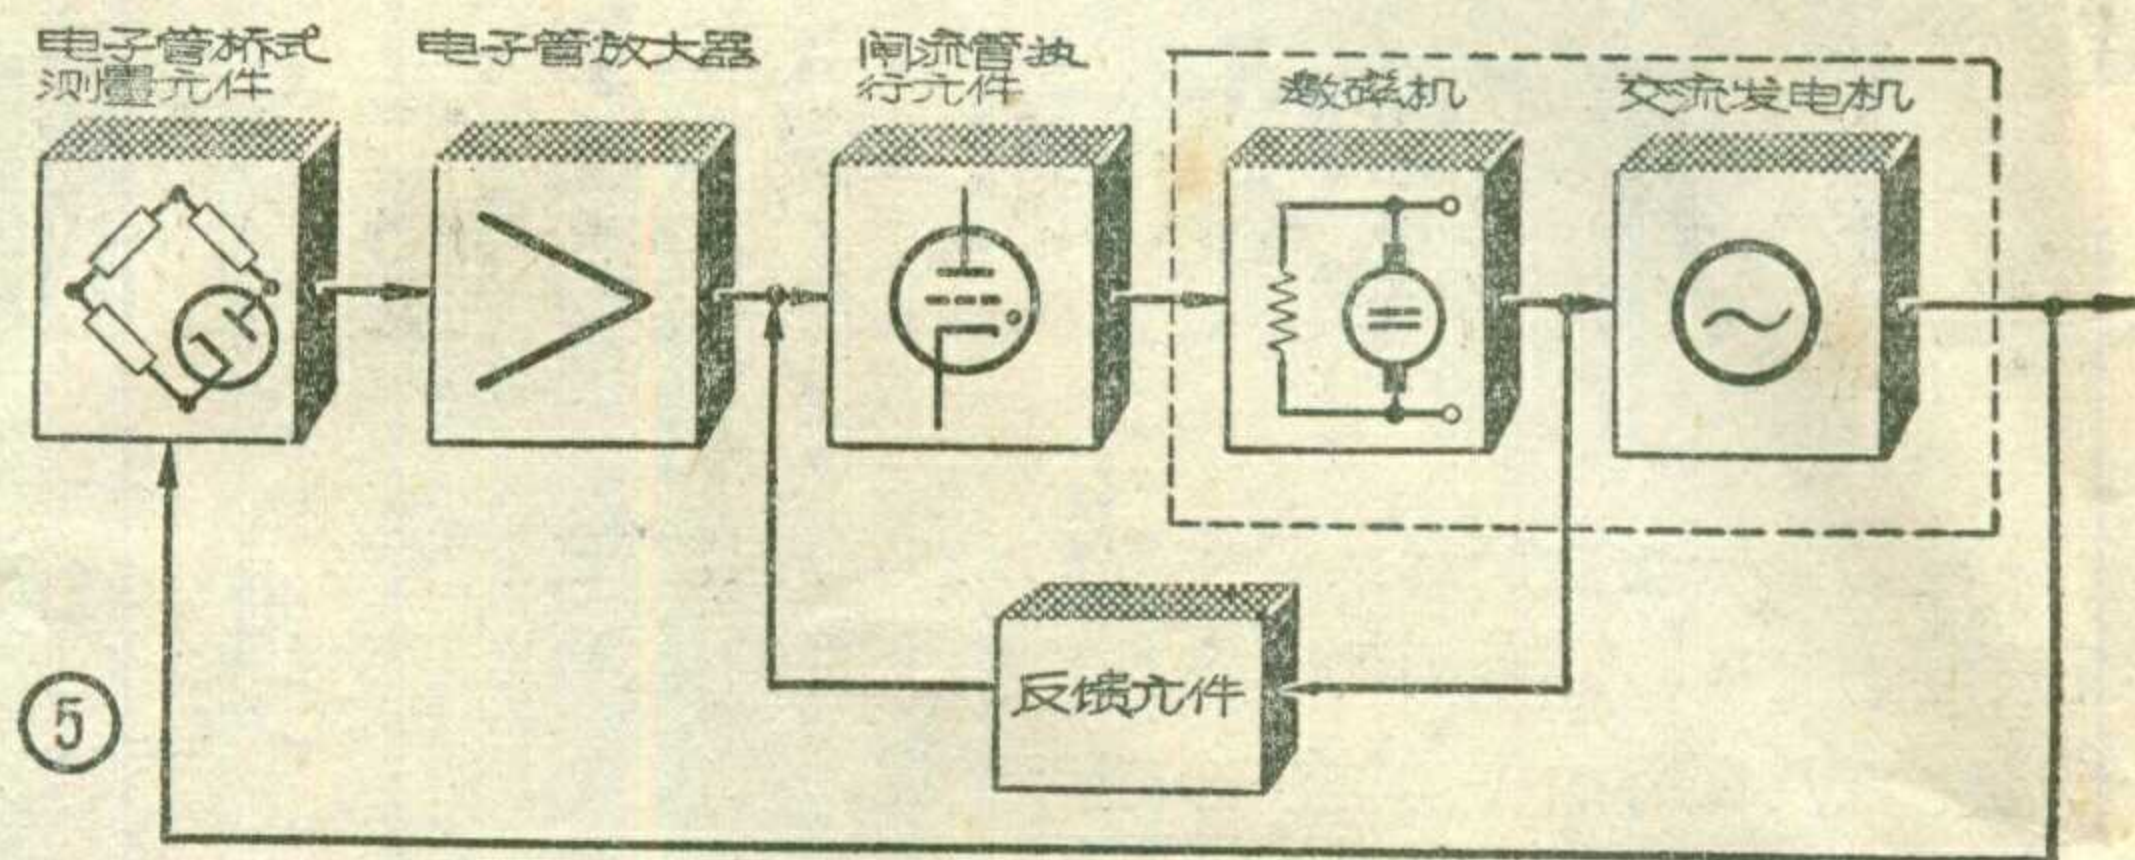 电子管桥式
测量元件
电子管放大器
闸流管执
行元件
激磁机
交流发电机
反馈元件
5